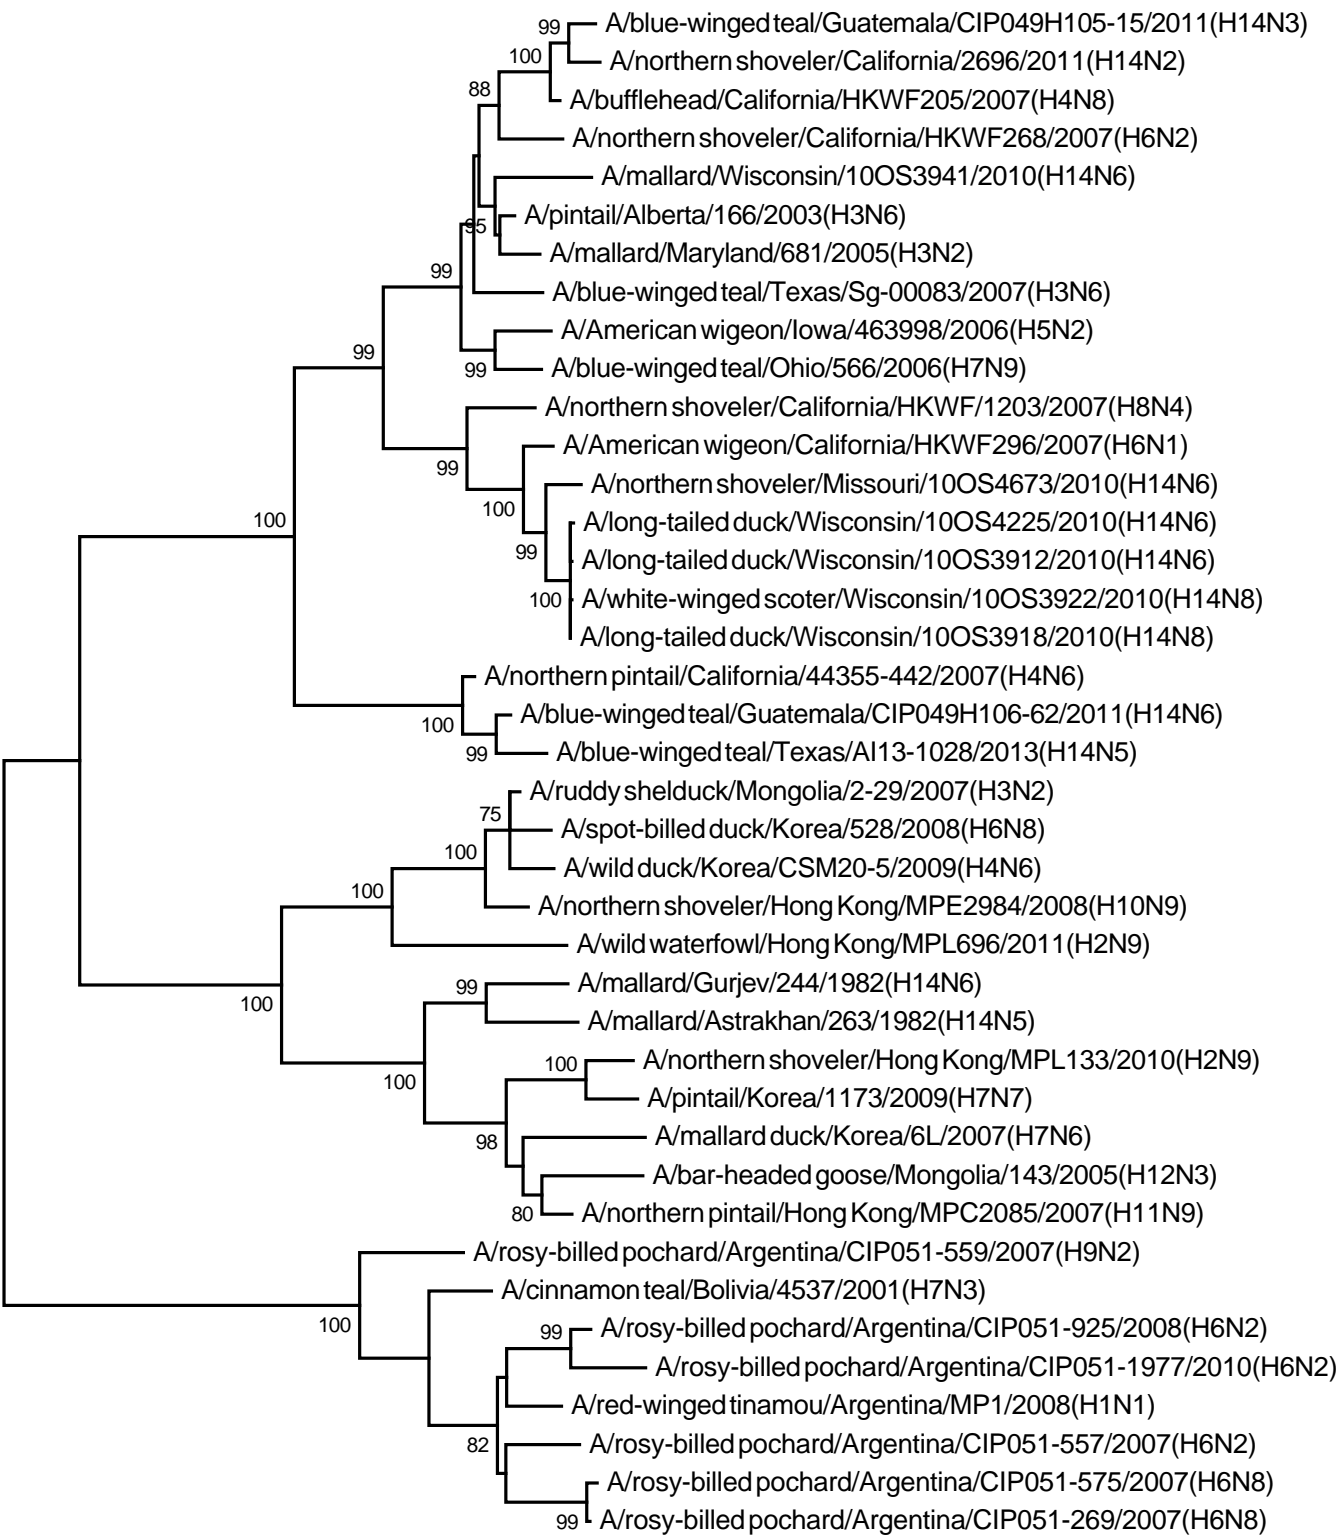 99
A/blue-winged teal/Guatemala/CIP049H105-15/2011(H14N3)
100
A/northern shoveler/California/2696/2011(H14N2)
88
A/bufflehead/California/HKWF205/2007(H4N8)
A/northern shoveler/California/HKWF268/2007(H6N2)
A/mallard/Wisconsin/10OS3941/2010(H14N6)
A/pintail/Alberta/166/2003(H3N6)
95
A/mallard/Maryland/681/2005(H3N2)
99
A/blue-winged teal/Texas/Sg-00083/2007(H3N6)
A/American wigeon/Iowa/463998/2006(H5N2)
99
99
A/blue-winged teal/Ohio/566/2006(H7N9)
A/northern shoveler/California/HKWF/1203/2007(H8N4)
A/American wigeon/California/HKWF296/2007(H6N1)
99
A/northern shoveler/Missouri/10OS4673/2010(H14N6)
100
100
A/long-tailed duck/Wisconsin/10OS4225/2010(H14N6)
99
A/long-tailed duck/Wisconsin/10OS3912/2010(H14N6)
100
A/white-winged scoter/Wisconsin/10OS3922/2010(H14N8)
A/long-tailed duck/Wisconsin/10OS3918/2010(H14N8)
A/northern pintail/California/44355-442/2007(H4N6)
100
A/blue-winged teal/Guatemala/CIP049H106-62/2011(H14N6)
99
A/blue-winged teal/Texas/AI13-1028/2013(H14N5)
A/ruddy shelduck/Mongolia/2-29/2007(H3N2)
75
A/spot-billed duck/Korea/528/2008(H6N8)
100
A/wild duck/Korea/CSM20-5/2009(H4N6)
100
A/northern shoveler/Hong Kong/MPE2984/2008(H10N9)
A/wild waterfowl/Hong Kong/MPL696/2011(H2N9)
99
A/mallard/Gurjev/244/1982(H14N6)
100
A/mallard/Astrakhan/263/1982(H14N5)
100
A/northern shoveler/Hong Kong/MPL133/2010(H2N9)
100
A/pintail/Korea/1173/2009(H7N7)
98
A/mallard duck/Korea/6L/2007(H7N6)
A/bar-headed goose/Mongolia/143/2005(H12N3)
80
A/northern pintail/Hong Kong/MPC2085/2007(H11N9)
A/rosy-billed pochard/Argentina/CIP051-559/2007(H9N2)
A/cinnamon teal/Bolivia/4537/2001(H7N3)
100
99
A/rosy-billed pochard/Argentina/CIP051-925/2008(H6N2)
A/rosy-billed pochard/Argentina/CIP051-1977/2010(H6N2)
A/red-winged tinamou/Argentina/MP1/2008(H1N1)
82
A/rosy-billed pochard/Argentina/CIP051-557/2007(H6N2)
A/rosy-billed pochard/Argentina/CIP051-575/2007(H6N8)
99
A/rosy-billed pochard/Argentina/CIP051-269/2007(H6N8)